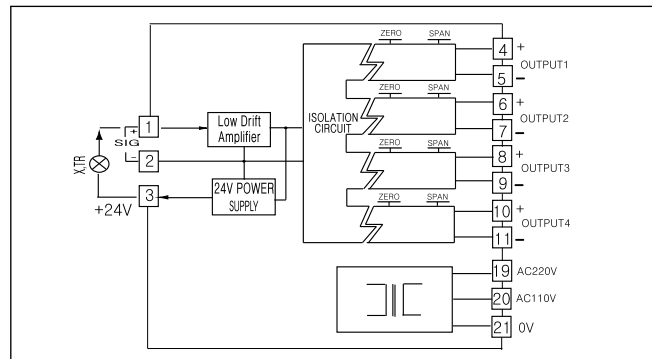 ZERO SPAN
4 +
OUTPUT1
5 −
ZERO SPAN
6 +
OUTPUT2
7 −
ZERO SPAN
8 +
OUTPUT3
9 −
ZERO SPAN
10 +
OUTPUT4
11 −
ISOLATION
CIRCUIT
1
Low Drift
Amplifier
+
SIG
−
2
X,TR
3
+24V
24V POWER
SUPPLY
19 AC220V
20 AC110V
21 0V